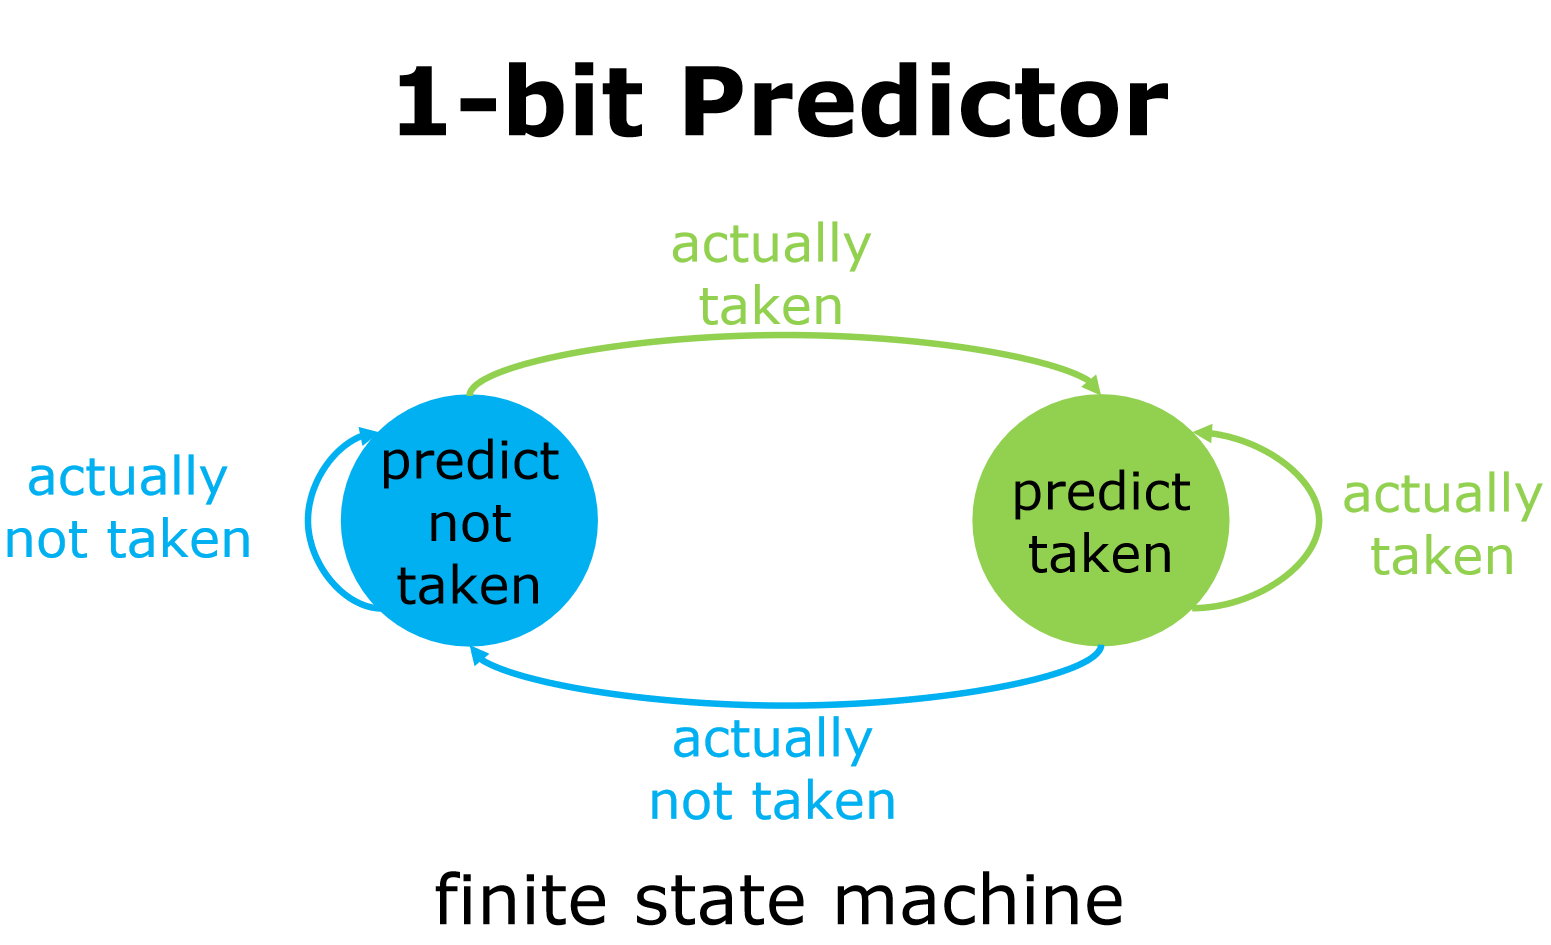 1-bit Predictor
actually
taken
actually
not taken
predict
not
taken
predict
taken
actually
taken
actually
not taken
finite state machine